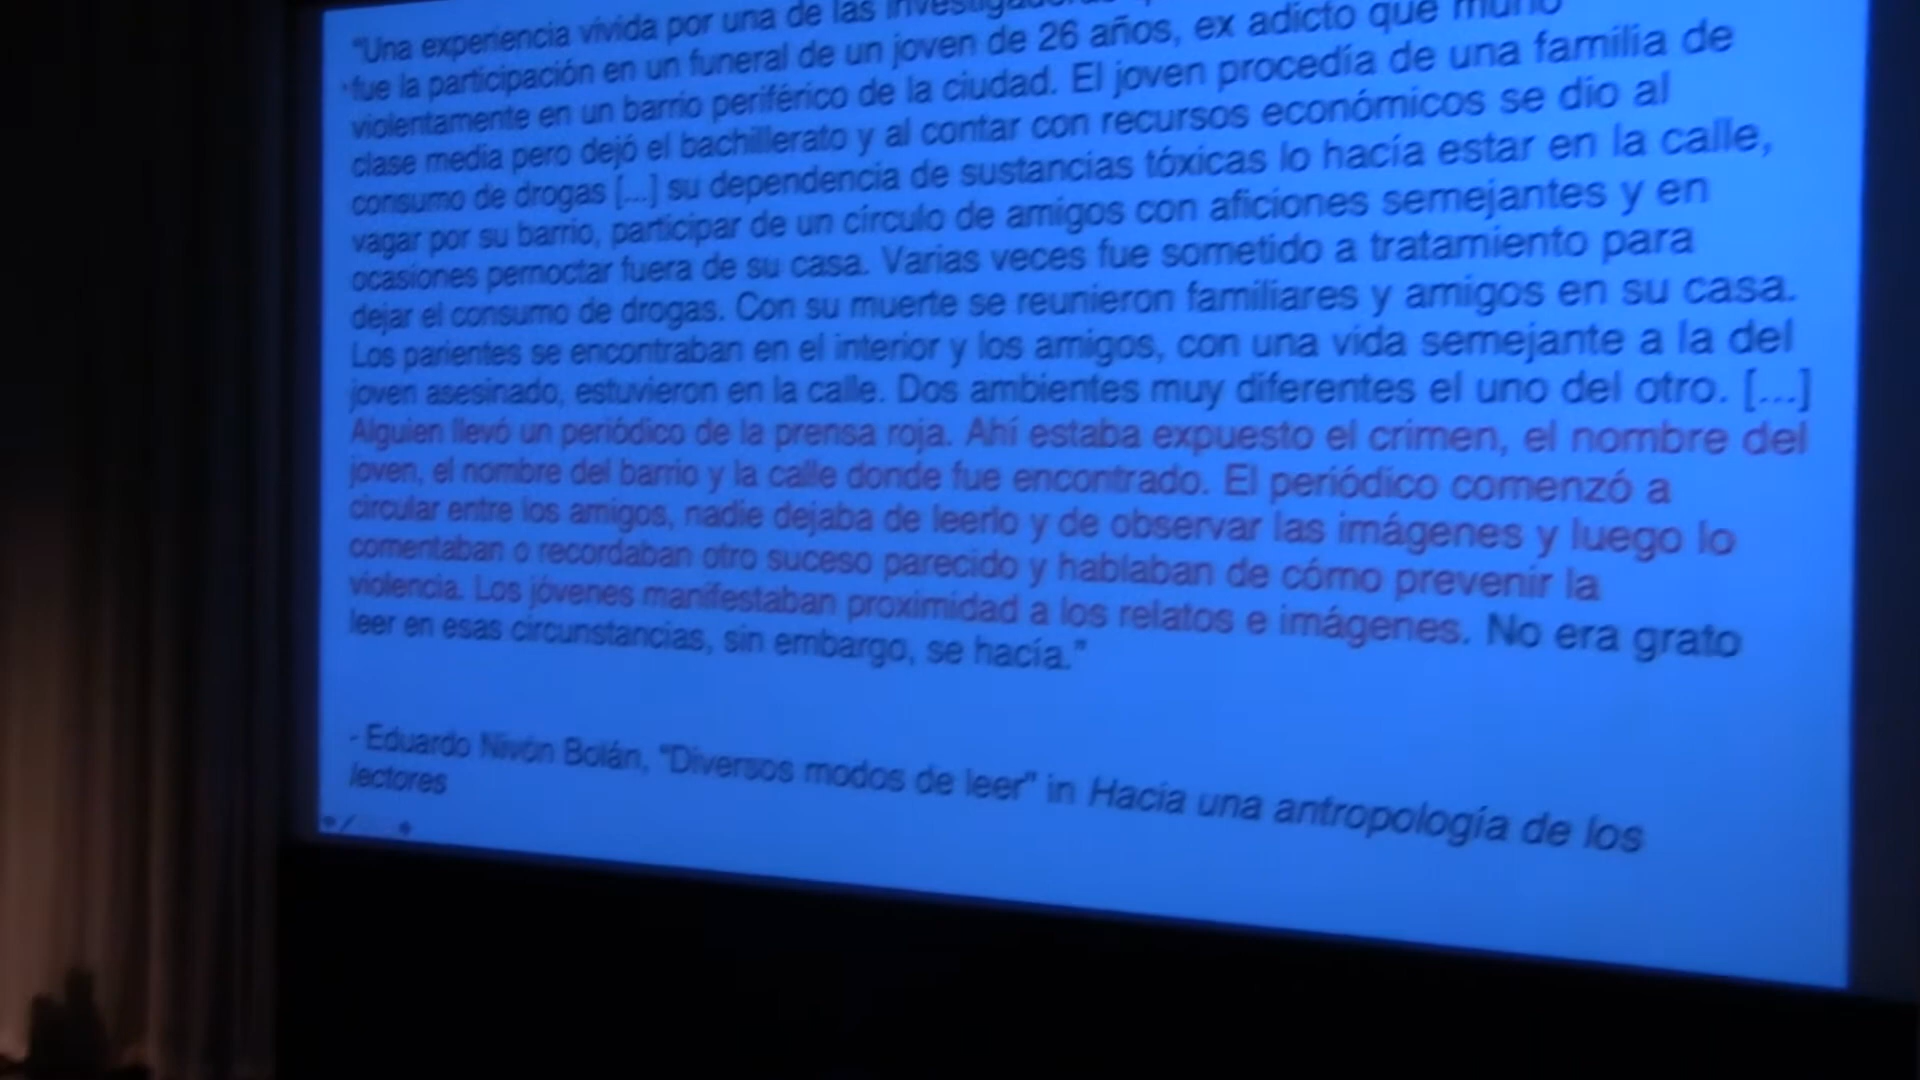 “Una experiencia vivida por una de las investigadoras
fue la participación en un funeral de un joven de 26 años, ex adicto que murió
violentamente en un barrio periférico de la ciudad. El joven procedía de una familia de
clase media pero dejó el bachillerato y al contar con recursos económicos se dio al
consumo de drogas [...] su dependencia de sustancias tóxicas lo hacía estar en la calle,
vagar por su barrio, participar de un círculo de amigos con aficiones semejantes y en
ocasiones pernoctar fuera de su casa. Varias veces fue sometido a tratamiento para
dejar el consumo de drogas. Con su muerte se reunieron familiares y amigos en su casa.
Los parientes se encontraban en el interior y los amigos, con una vida semejante a la del
joven asesinado, estuvieron en la calle. Dos ambientes muy diferentes el uno del otro. [...]
Alguien llevó un periódico de la prensa roja. Ahí estaba expuesto el crimen, el nombre del
joven, el nombre del barrio y la calle donde fue encontrado. El periódico comenzó a
circular entre los amigos, nadie dejaba de leerlo y de observar las imágenes y luego lo
comentaban o recordaban otro suceso parecido y hablaban de cómo prevenir la
violencia. Los jóvenes manifestaban proximidad a los relatos e imágenes. No era grato
leer en esas circunstancias, sin embargo, se hacía.”
- Eduardo Nivón Bolán, “Diversos modos de leer” in Hacia una antropología de los
lectores